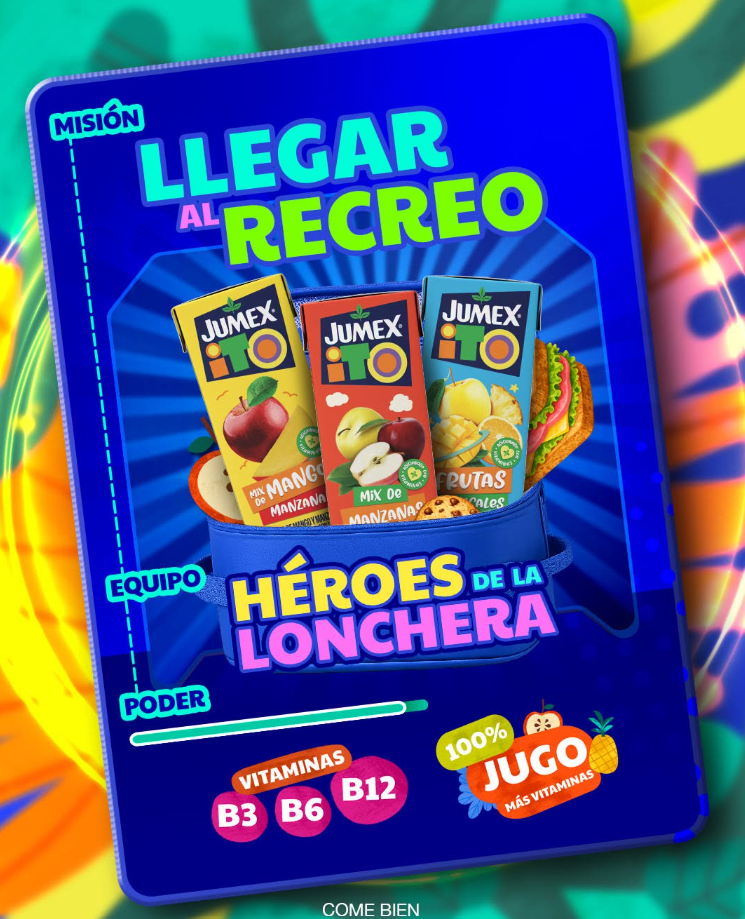 MISIÓN
LLEGAR
AL RECREO
JUMEX
iTO
MIX DE MANGO
MANZANA
JUMEX
iTO
MIX DE
MANZANAS
JUMEX
iTO
FRUTAS
EQUIPO
HÉROES DE LA
LONCHERA
PODER
VITAMINAS
B3 B6 B12
100%
JUGO
MÁS VITAMINAS
COME BIEN